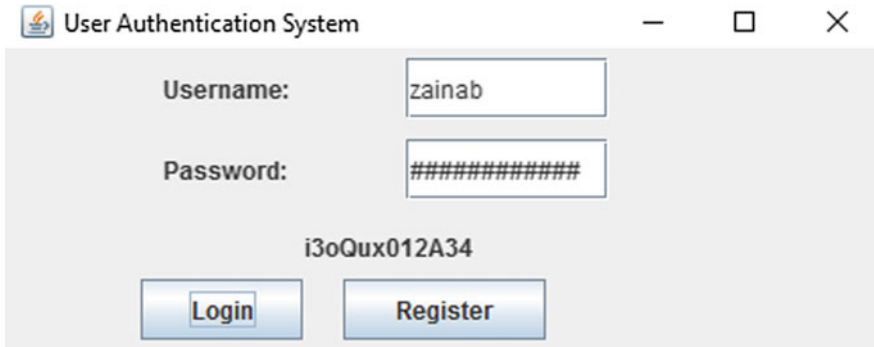 User Authentication System
Username: zainab
Password: ############
i3oQux012A34
Login Register